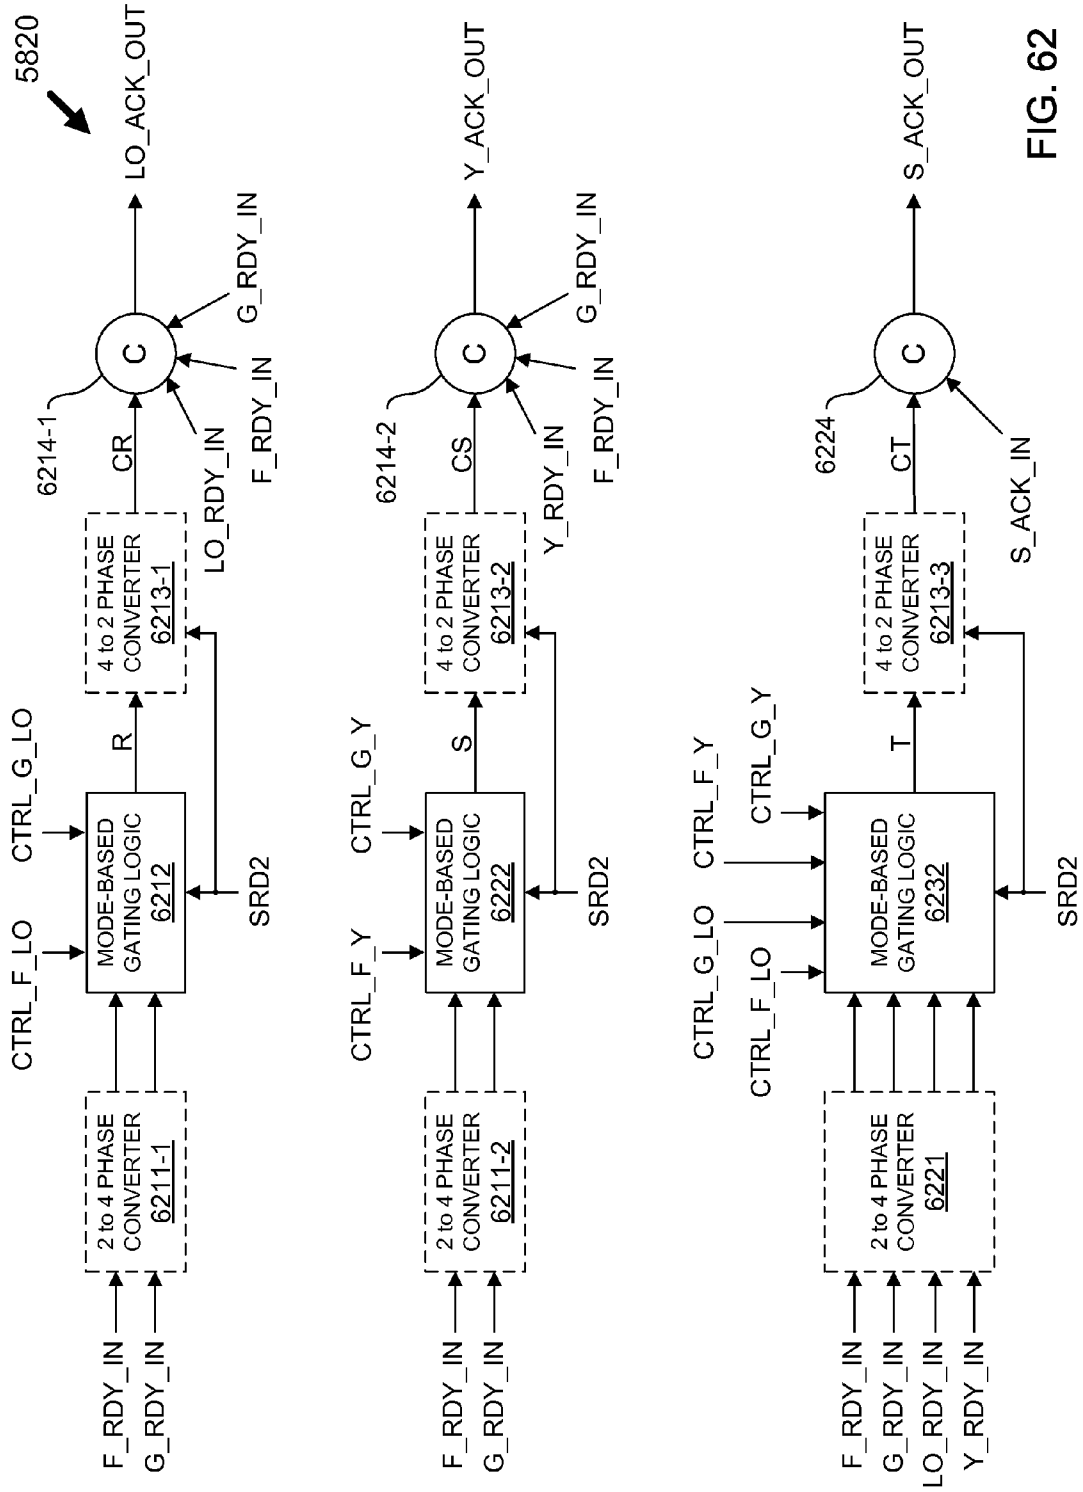 5820
CTRL_F_LO
CTRL_G_LO
F_RDY_IN
G_RDY_IN
2 to 4 PHASE
CONVERTER
6211-1
MODE-BASED
GATING LOGIC
6212
R
4 to 2 PHASE
CONVERTER
6213-1
CR
6214-1
C
LO_ACK_OUT
LO_RDY_IN
F_RDY_IN
G_RDY_IN
SRD2
CTRL_F_Y
CTRL_G_Y
F_RDY_IN
G_RDY_IN
2 to 4 PHASE
CONVERTER
6211-2
MODE-BASED
GATING LOGIC
6222
S
4 to 2 PHASE
CONVERTER
6213-2
CS
6214-2
C
Y_ACK_OUT
Y_RDY_IN
F_RDY_IN
G_RDY_IN
SRD2
CTRL_G_LO
CTRL_F_Y
CTRL_F_LO
CTRL_G_Y
F_RDY_IN
G_RDY_IN
LO_RDY_IN
Y_RDY_IN
2 to 4 PHASE
CONVERTER
6221
MODE-BASED
GATING LOGIC
6232
T
4 to 2 PHASE
CONVERTER
6213-3
CT
6224
C
S_ACK_OUT
S_ACK_IN
SRD2
FIG. 62